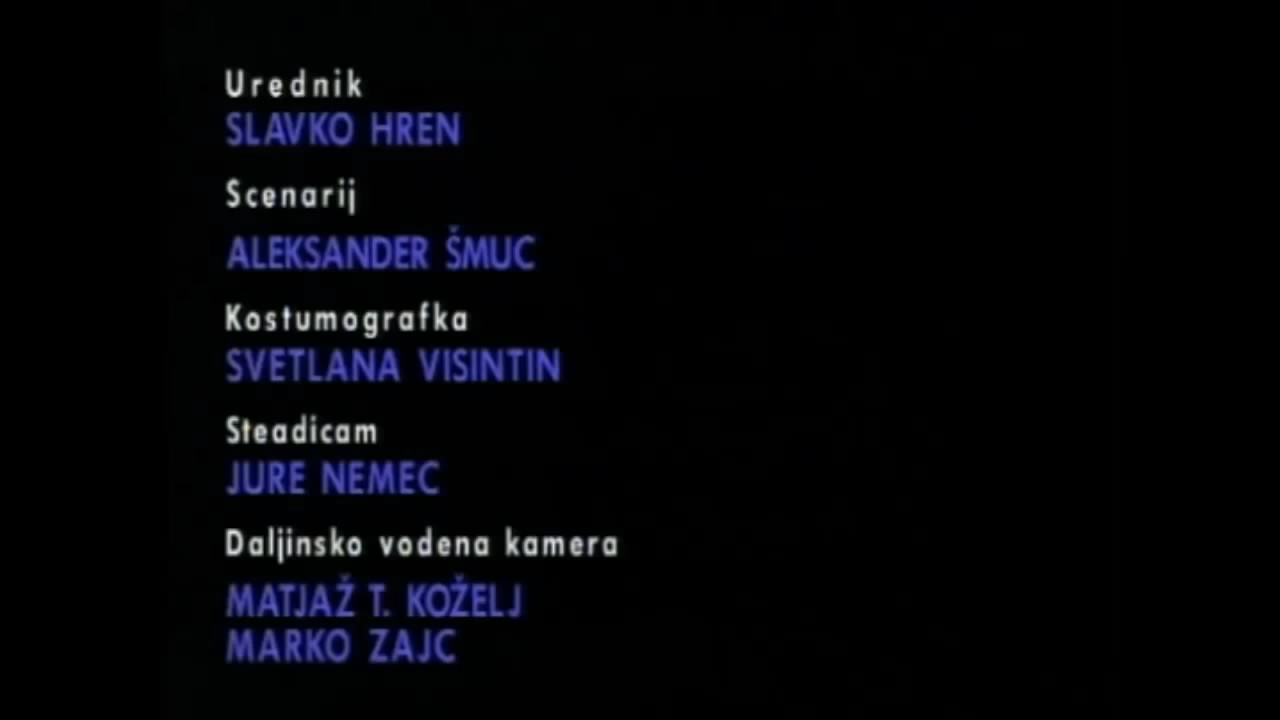 Urednik
SLAVKO HREN
Scenarij
ALEKSANDER ŠMUC
Kostumografka
SVETLANA VISINTIN
Steadicam
JURE NEMEC
Daljinsko vodena kamera
MATJAŽ T. KOŽELJ
MARKO ZAJC